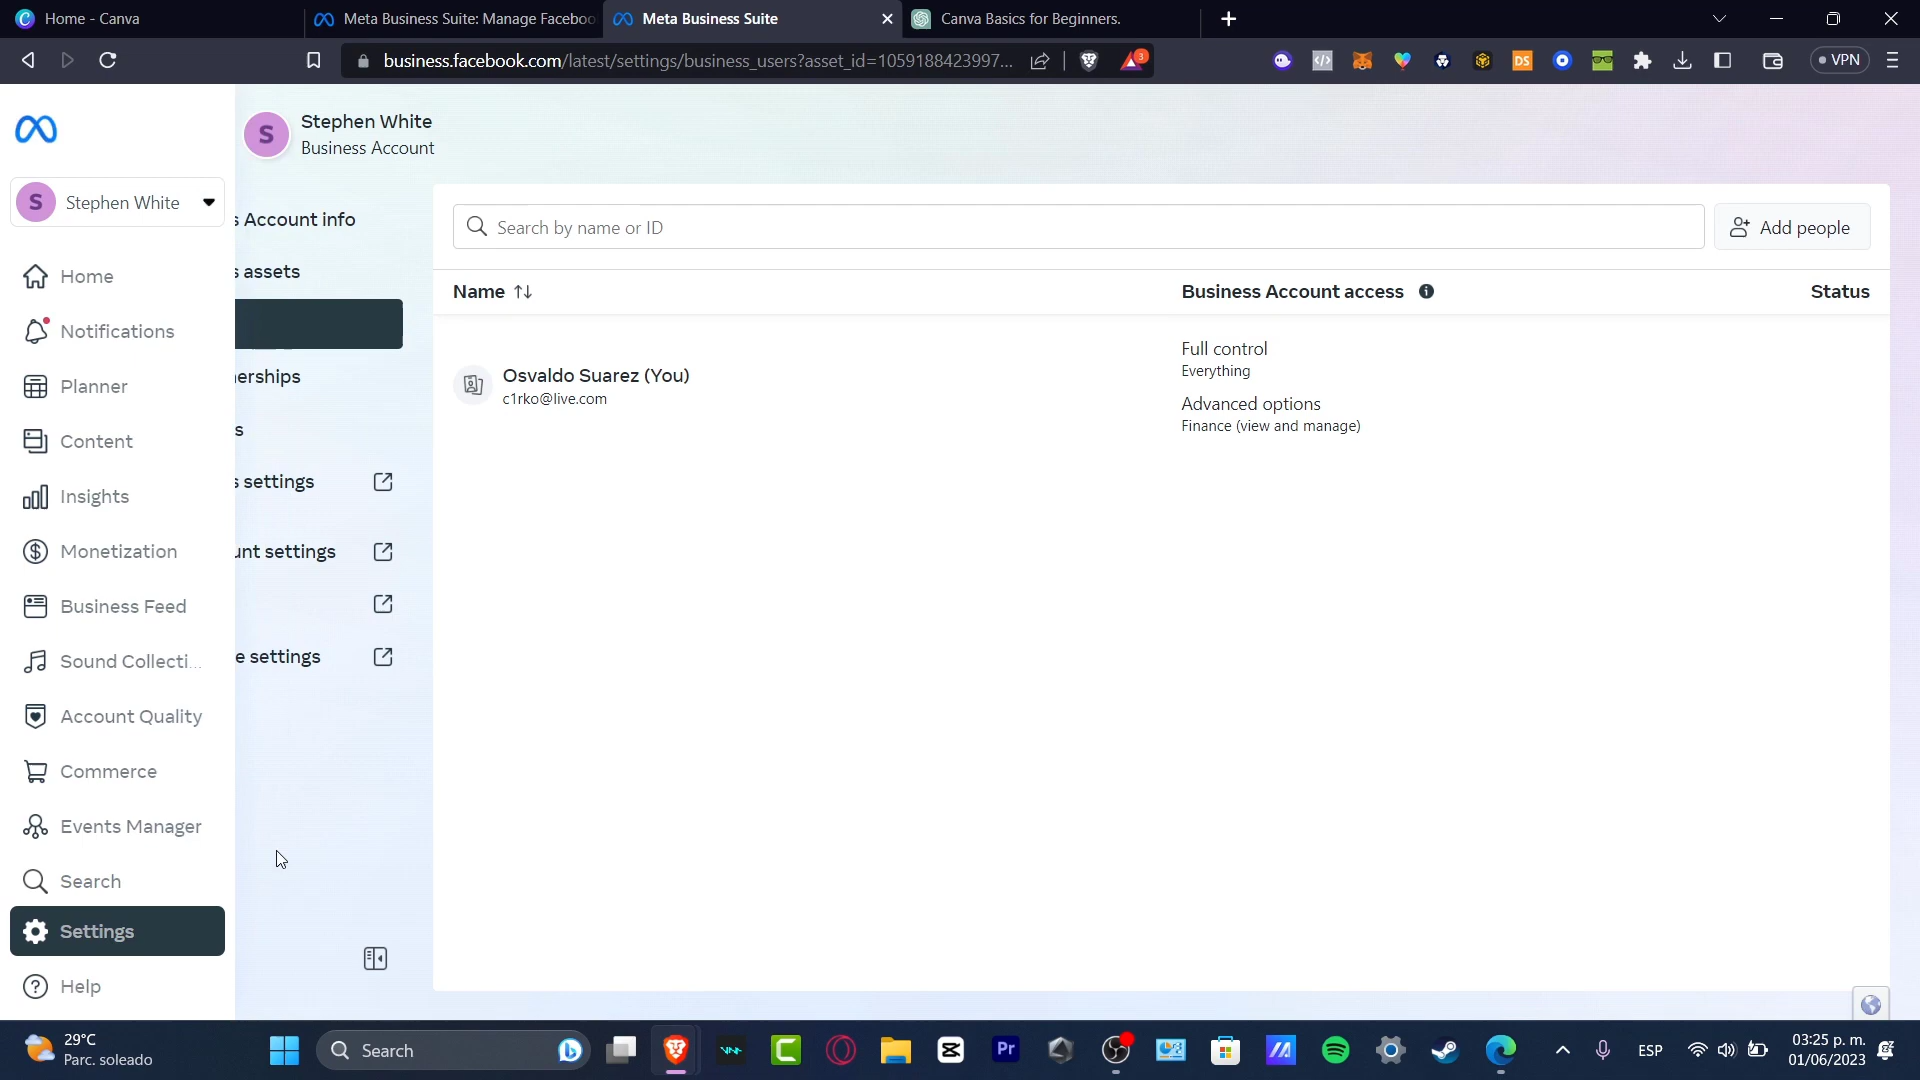 Home - Canva
Meta Business Suite: Manage Faceboo
Meta Business Suite
Canva Basics for Beginners.
business.facebook.com/latest/settings/business_users?asset_id=1059188423997...
3
DS
VPN
S
Stephen White
Business Account
S
Stephen White
Home
Notifications
Planner
Content
Insights
Monetization
Business Feed
Sound Collecti...
Account Quality
Commerce
Events Manager
Search
Settings
Help
s Account info
s assets
erships
s
s settings
unt settings
e settings
Search by name or ID
Add people
Name
Business Account access
Status
Osvaldo Suarez (You)
c1rko@live.com
Full control
Everything
Advanced options
Finance (view and manage)
29°C
Parc. soleado
Search
Pr
ESP
03:25 p. m.
01/06/2023